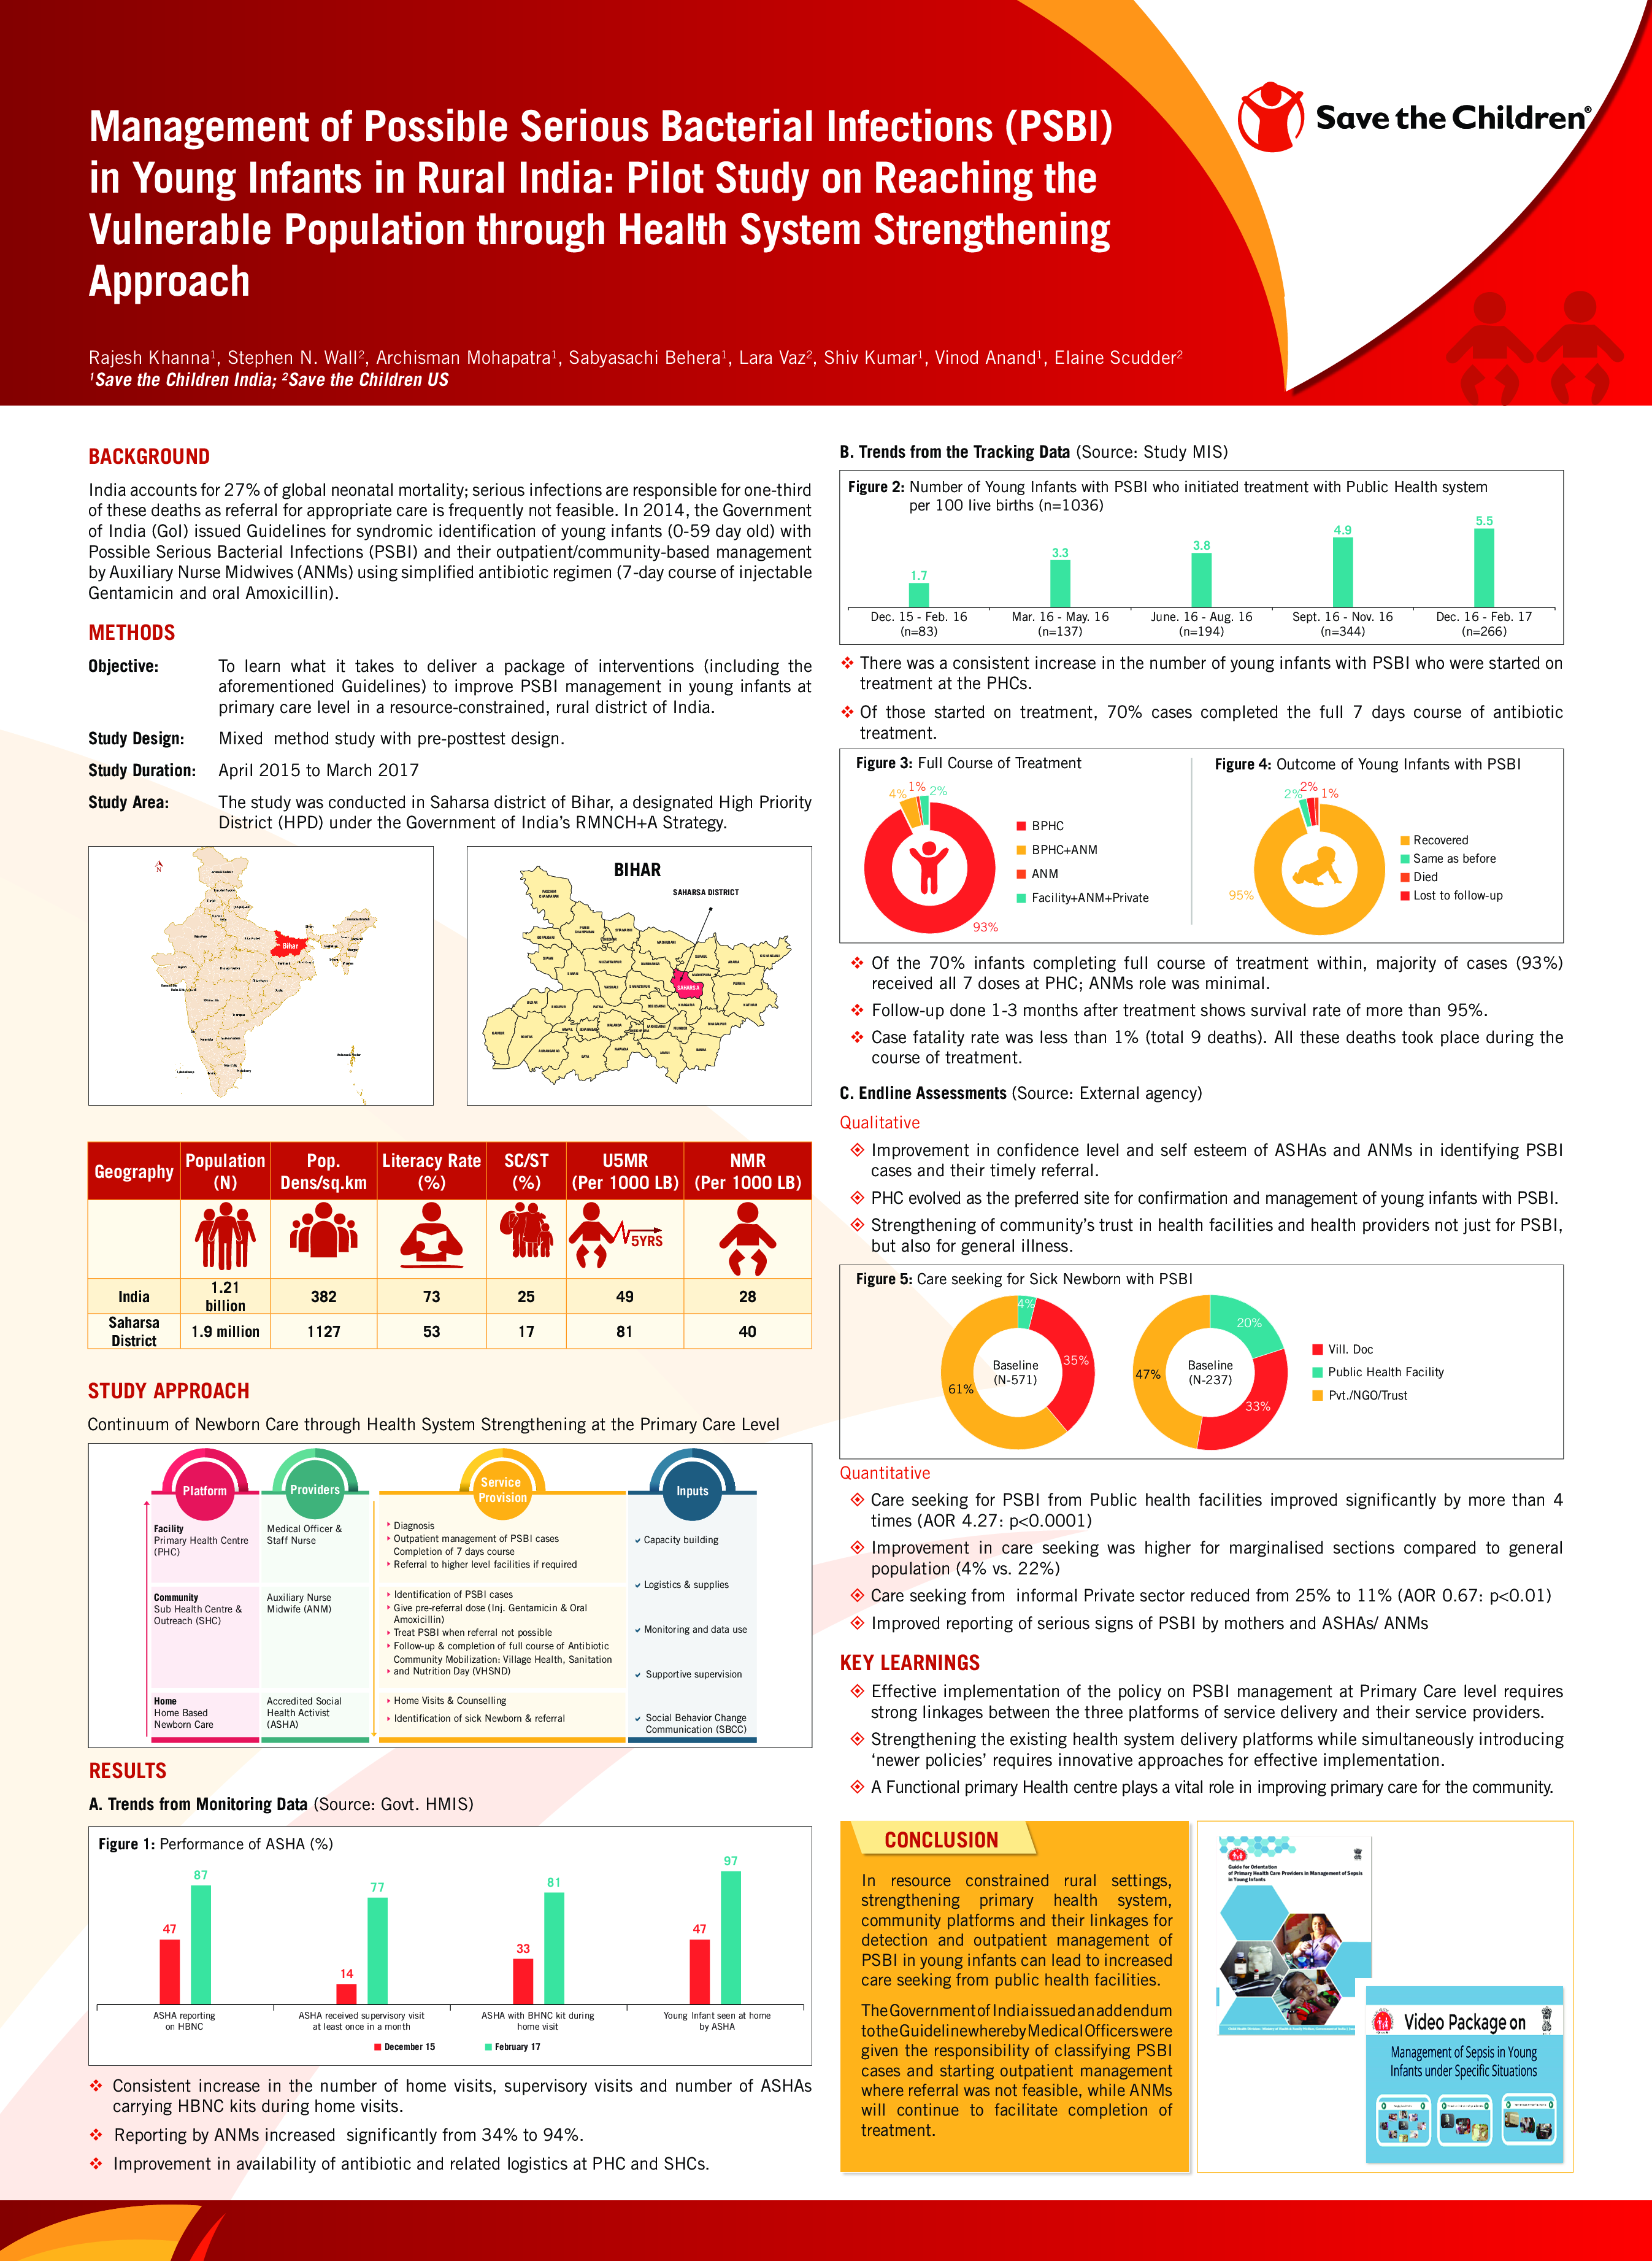 Save the Children®
Management of Possible Serious Bacterial Infections (PSBI)
in Young Infants in Rural India: Pilot Study on Reaching the
Vulnerable Population through Health System Strengthening
Approach
Rajesh Khanna¹, Stephen N. Wall², Archisman Mohapatra¹, Sabyasachi Behera¹, Lara Vaz², Shiv Kumar¹, Vinod Anand¹, Elaine Scudder²
¹Save the Children India; ²Save the Children US
BACKGROUND
India accounts for 27% of global neonatal mortality; serious infections are responsible for one-third
of these deaths as referral for appropriate care is frequently not feasible. In 2014, the Government
of India (GoI) issued Guidelines for syndromic identification of young infants (0-59 day old) with
Possible Serious Bacterial Infections (PSBI) and their outpatient/community-based management
by Auxiliary Nurse Midwives (ANMs) using simplified antibiotic regimen (7-day course of injectable
Gentamicin and oral Amoxicillin).
METHODS
Objective: To learn what it takes to deliver a package of interventions (including the
aforementioned Guidelines) to improve PSBI management in young infants at
primary care level in a resource-constrained, rural district of India.
Study Design: Mixed method study with pre-posttest design.
Study Duration: April 2015 to March 2017
Study Area: The study was conducted in Saharsa district of Bihar, a designated High Priority
District (HPD) under the Government of India's RMNCH+A Strategy.
N
Bihar
BIHAR
SAHARSA DISTRICT
SAHARSA
Geography Population (N) Pop. Dens/sq.km Literacy Rate (%) SC/ST (%) U5MR (Per 1000 LB) NMR (Per 1000 LB)
5YRS
India 1.21 billion 382 73 25 49 28
Saharsa District 1.9 million 1127 53 17 81 40
STUDY APPROACH
Continuum of Newborn Care through Health System Strengthening at the Primary Care Level
Platform
Providers
Service Provision
Inputs
Facility
Primary Health Centre
(PHC)
Medical Officer &
Staff Nurse
Diagnosis
Outpatient management of PSBI cases
Completion of 7 days course
Referral to higher level facilities if required
Community
Sub Health Centre &
Outreach (SHC)
Auxiliary Nurse
Midwife (ANM)
Identification of PSBI cases
Give pre-referral dose (Inj. Gentamicin & Oral
Amoxicillin)
Treat PSBI when referral not possible
Follow-up & completion of full course of Antibiotic
Community Mobilization: Village Health, Sanitation
and Nutrition Day (VHSND)
Home
Home Based
Newborn Care
Accredited Social
Health Activist
(ASHA)
Home Visits & Counselling
Identification of sick Newborn & referral
Capacity building
Logistics & supplies
Monitoring and data use
Supportive supervision
Social Behavior Change
Communication (SBCC)
RESULTS
A. Trends from Monitoring Data (Source: Govt. HMIS)
Figure 1: Performance of ASHA (%)
47 87
14 77
33 81
47 97
ASHA reporting
on HBNC
ASHA received supervisory visit
at least once in a month
ASHA with BHNC kit during
home visit
Young Infant seen at home
by ASHA
December 15
February 17
Consistent increase in the number of home visits, supervisory visits and number of ASHAs
carrying HBNC kits during home visits.
Reporting by ANMs increased significantly from 34% to 94%.
Improvement in availability of antibiotic and related logistics at PHC and SHCs.
B. Trends from the Tracking Data (Source: Study MIS)
Figure 2: Number of Young Infants with PSBI who initiated treatment with Public Health system
per 100 live births (n=1036)
1.7 3.3 3.8 4.9 5.5
Dec. 15 - Feb. 16 Mar. 16 - May. 16 June. 16 - Aug. 16 Sept. 16 - Nov. 16 Dec. 16 - Feb. 17
(n=83) (n=137) (n=194) (n=344) (n=266)
There was a consistent increase in the number of young infants with PSBI who were started on
treatment at the PHCs.
Of those started on treatment, 70% cases completed the full 7 days course of antibiotic
treatment.
Figure 3: Full Course of Treatment
4% 1% 2%
93%
BPHC
BPHC+ANM
ANM
Facility+ANM+Private
Figure 4: Outcome of Young Infants with PSBI
2% 2% 1%
95%
Recovered
Same as before
Died
Lost to follow-up
Of the 70% infants completing full course of treatment within, majority of cases (93%)
received all 7 doses at PHC; ANMs role was minimal.
Follow-up done 1-3 months after treatment shows survival rate of more than 95%.
Case fatality rate was less than 1% (total 9 deaths). All these deaths took place during the
course of treatment.
C. Endline Assessments (Source: External agency)
Qualitative
Improvement in confidence level and self esteem of ASHAs and ANMs in identifying PSBI
cases and their timely referral.
PHC evolved as the preferred site for confirmation and management of young infants with PSBI.
Strengthening of community's trust in health facilities and health providers not just for PSBI,
but also for general illness.
Figure 5: Care seeking for Sick Newborn with PSBI
4%
35%
61%
Baseline
(N-571)
20%
33%
47%
Baseline
(N-237)
Vill. Doc
Public Health Facility
Pvt./NGO/Trust
Quantitative
Care seeking for PSBI from Public health facilities improved significantly by more than 4
times (AOR 4.27: p<0.0001)
Improvement in care seeking was higher for marginalised sections compared to general
population (4% vs. 22%)
Care seeking from informal Private sector reduced from 25% to 11% (AOR 0.67: p<0.01)
Improved reporting of serious signs of PSBI by mothers and ASHAs/ ANMs
KEY LEARNINGS
Effective implementation of the policy on PSBI management at Primary Care level requires
strong linkages between the three platforms of service delivery and their service providers.
Strengthening the existing health system delivery platforms while simultaneously introducing
'newer policies' requires innovative approaches for effective implementation.
A Functional primary Health centre plays a vital role in improving primary care for the community.
CONCLUSION
In resource constrained rural settings,
strengthening primary health system,
community platforms and their linkages for
detection and outpatient management of
PSBI in young infants can lead to increased
care seeking from public health facilities.
The Government of India issued an addendum
to the Guideline whereby Medical Officers were
given the responsibility of classifying PSBI
cases and starting outpatient management
where referral was not feasible, while ANMs
will continue to facilitate completion of
treatment.
Guide for Orientation
of Primary Health Care Providers in Management of Sepsis
in Young Infants
Video Package on
Management of Sepsis in Young
Infants under Specific Situations